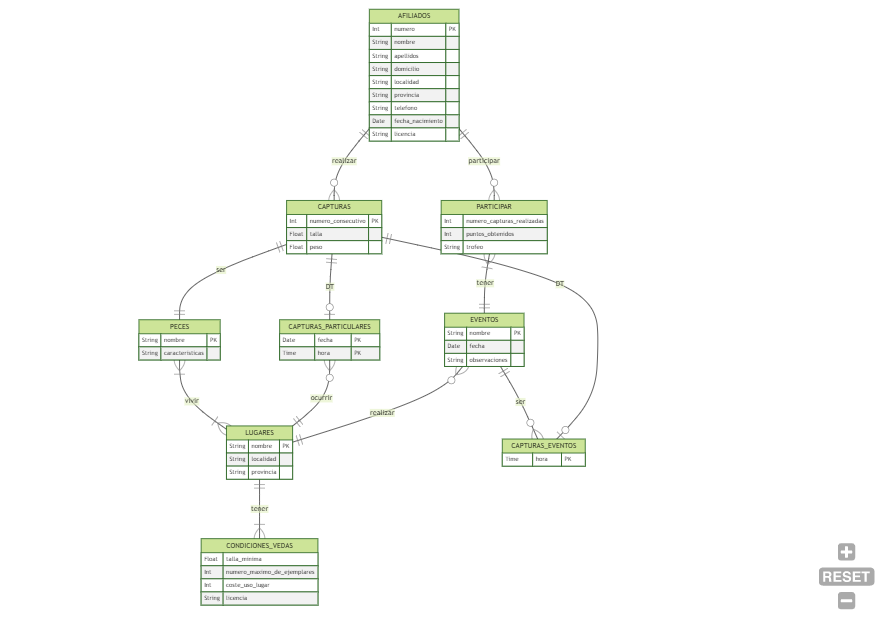 AFILIADOS
Int numero PK
String nombre
String apellidos
String domicilio
String localidad
String provincia
String telefono
Date fecha_nacimiento
String licencia
realizar
participar
CAPTURAS
Int numero_consecutivo PK
Float talla
Float peso
PARTICIPAR
Int numero_capturas_realizadas
Int puntos_obtenidos
String trofeo
ser
DT
tener
DT
PECES
String nombre PK
String caracteristicas
CAPTURAS_PARTICULARES
Date fecha PK
Time hora PK
EVENTOS
String nombre PK
Date fecha
String observaciones
vivir
ocurrir
realizar
ser
LUGARES
String nombre PK
String localidad
String provincia
CAPTURAS_EVENTOS
Time hora PK
tener
CONDICIONES_VEDAS
Float talla_minima
Int numero_maximo_de_ejemplares
Int coste_uso_lugar
String licencia
RESET